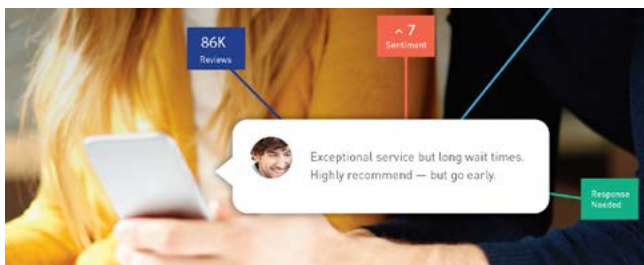 86K
Reviews
^ 7
Sentiment
Exceptional service but long wait times.
Highly recommend — but go early.
Response
Needed